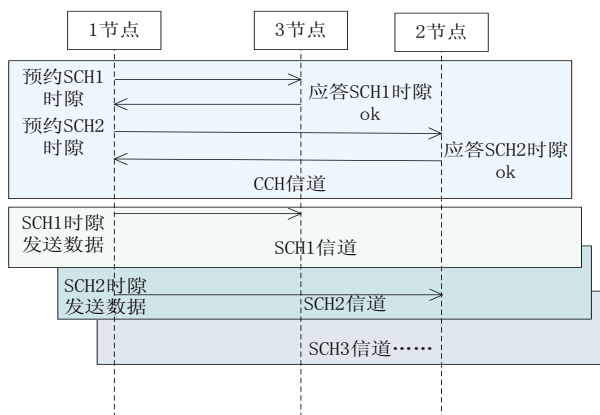 1节点
3节点
2节点
预约SCH1
时隙
应答SCH1时隙
ok
预约SCH2
时隙
应答SCH2时隙
ok
CCH信道
SCH1时隙
发送数据
SCH1信道
SCH2时隙
发送数据
SCH2信道
SCH3信道……